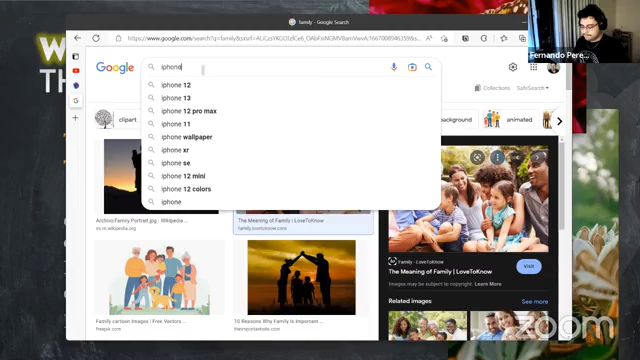 family - Google Search
https://www.google.com/search?q=family
Google
iphone
Collections
SafeSearch
iphone 12
iphone 13
iphone 12 pro max
iphone 11
iphone wallpaper
iphone xr
iphone se
iphone 12 mini
iphone 12 colors
iphone
clipart
background
animated
Archivo:Family Portrait.jpg - Wikipedia ...
es.m.wikipedia.org
The Meaning of Family | LoveToKnow
family.lovetoknow.com
Family cartoon Images | Free Vectors ...
freepik.com
10 Reasons Why Family Is Important ...
theimportantsite.com
Family - LoveToKnow
The Meaning of Family | LoveToKnow
Visit
Images may be subject to copyright. Learn More
Related images
See more
Fernando Pere...
zoom
W
TH